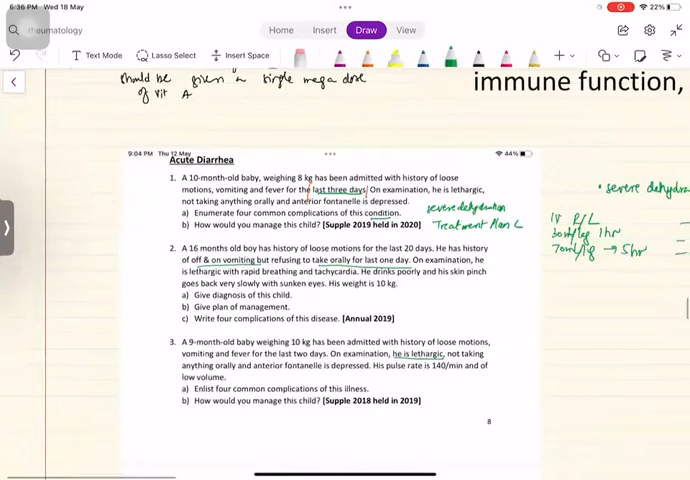 6:36 PM Wed 18 May
22%
rheumatology
Home Insert Draw View
Text Mode Lasso Select Insert Space
should be given in single mega dose
of vit A
immune function,
9:04 PM Thu 12 May
44%
Acute Diarrhea
1. A 10-month-old baby, weighing 8 kg has been admitted with history of loose
motions, vomiting and fever for the last three days. On examination, he is lethargic,
not taking anything orally and anterior fontanelle is depressed.
a) Enumerate four common complications of this condition.
b) How would you manage this child? [Supple 2019 held in 2020]
severe dehydration
Treatment Plan C
• severe dehydra
IV R/L
30ml/kg 1hr
70ml/kg → 5hr
2. A 16 months old boy has history of loose motions for the last 20 days. He has history
of off & on vomiting but refusing to take orally for last one day. On examination, he
is lethargic with rapid breathing and tachycardia. He drinks poorly and his skin pinch
goes back very slowly with sunken eyes. His weight is 10 kg.
a) Give diagnosis of this child.
b) Give plan of management.
c) Write four complications of this disease. [Annual 2019]
3. A 9-month-old baby weighing 10 kg has been admitted with history of loose motions,
vomiting and fever for the last two days. On examination, he is lethargic, not taking
anything orally and anterior fontanelle is depressed. His pulse rate is 140/min and of
low volume.
a) Enlist four common complications of this illness.
b) How would you manage this child? [Supple 2018 held in 2019]
8